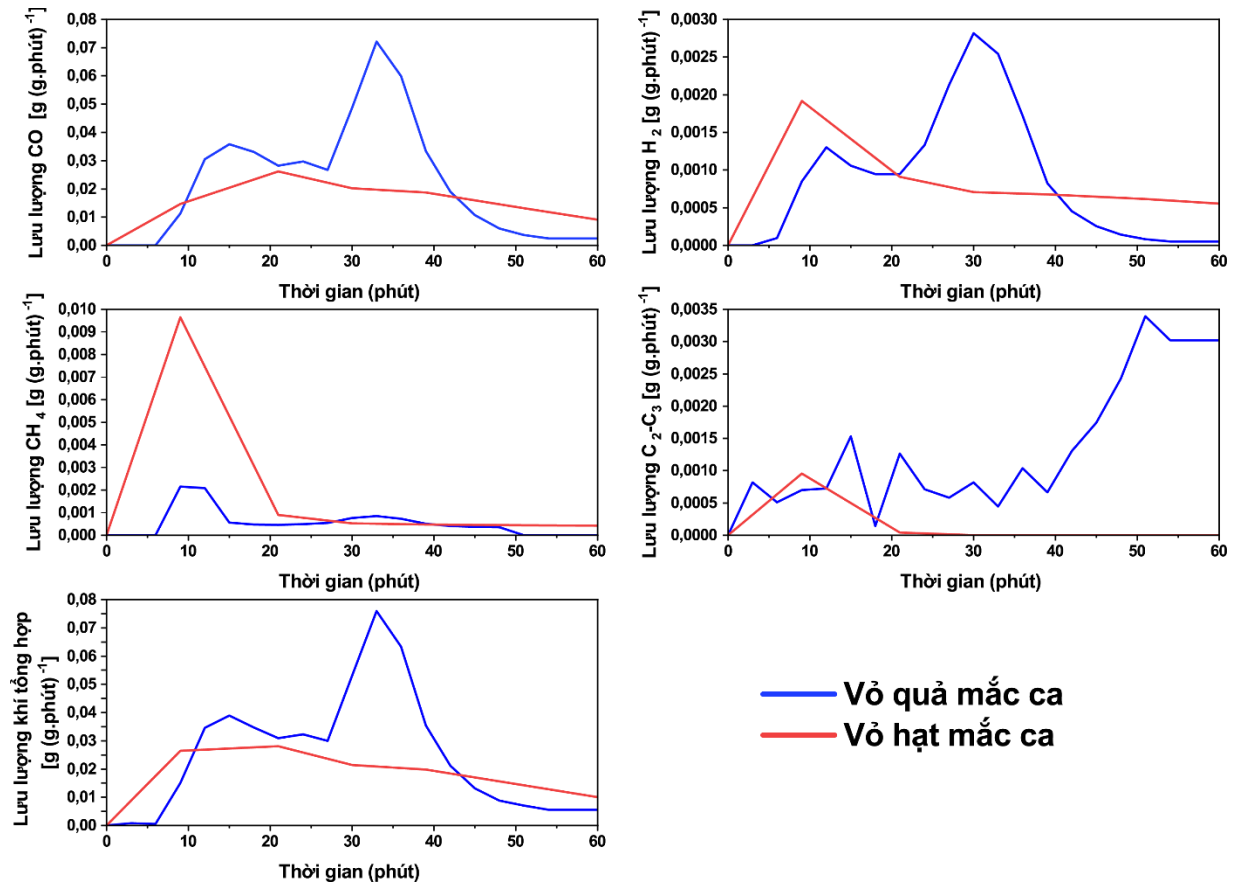 Lưu lượng CO [g (g.phút)⁻¹]
0,08
0,07
0,06
0,05
0,04
0,03
0,02
0,01
0,00
0 10 20 30 40 50 60
Thời gian (phút)
Lưu lượng H₂ [g (g.phút)⁻¹]
0,0030
0,0025
0,0020
0,0015
0,0010
0,0005
0,0000
0 10 20 30 40 50 60
Thời gian (phút)
Lưu lượng CH₄ [g (g.phút)⁻¹]
0,010
0,009
0,008
0,007
0,006
0,005
0,004
0,003
0,002
0,001
0,000
0 10 20 30 40 50 60
Thời gian (phút)
Lưu lượng C₂-C₃ [g (g.phút)⁻¹]
0,0035
0,0030
0,0025
0,0020
0,0015
0,0010
0,0005
0,0000
0 10 20 30 40 50 60
Thời gian (phút)
Lưu lượng khí tổng hợp
[g (g.phút)⁻¹]
0,08
0,07
0,06
0,05
0,04
0,03
0,02
0,01
0,00
0 10 20 30 40 50 60
Thời gian (phút)
Vỏ quả mắc ca
Vỏ hạt mắc ca